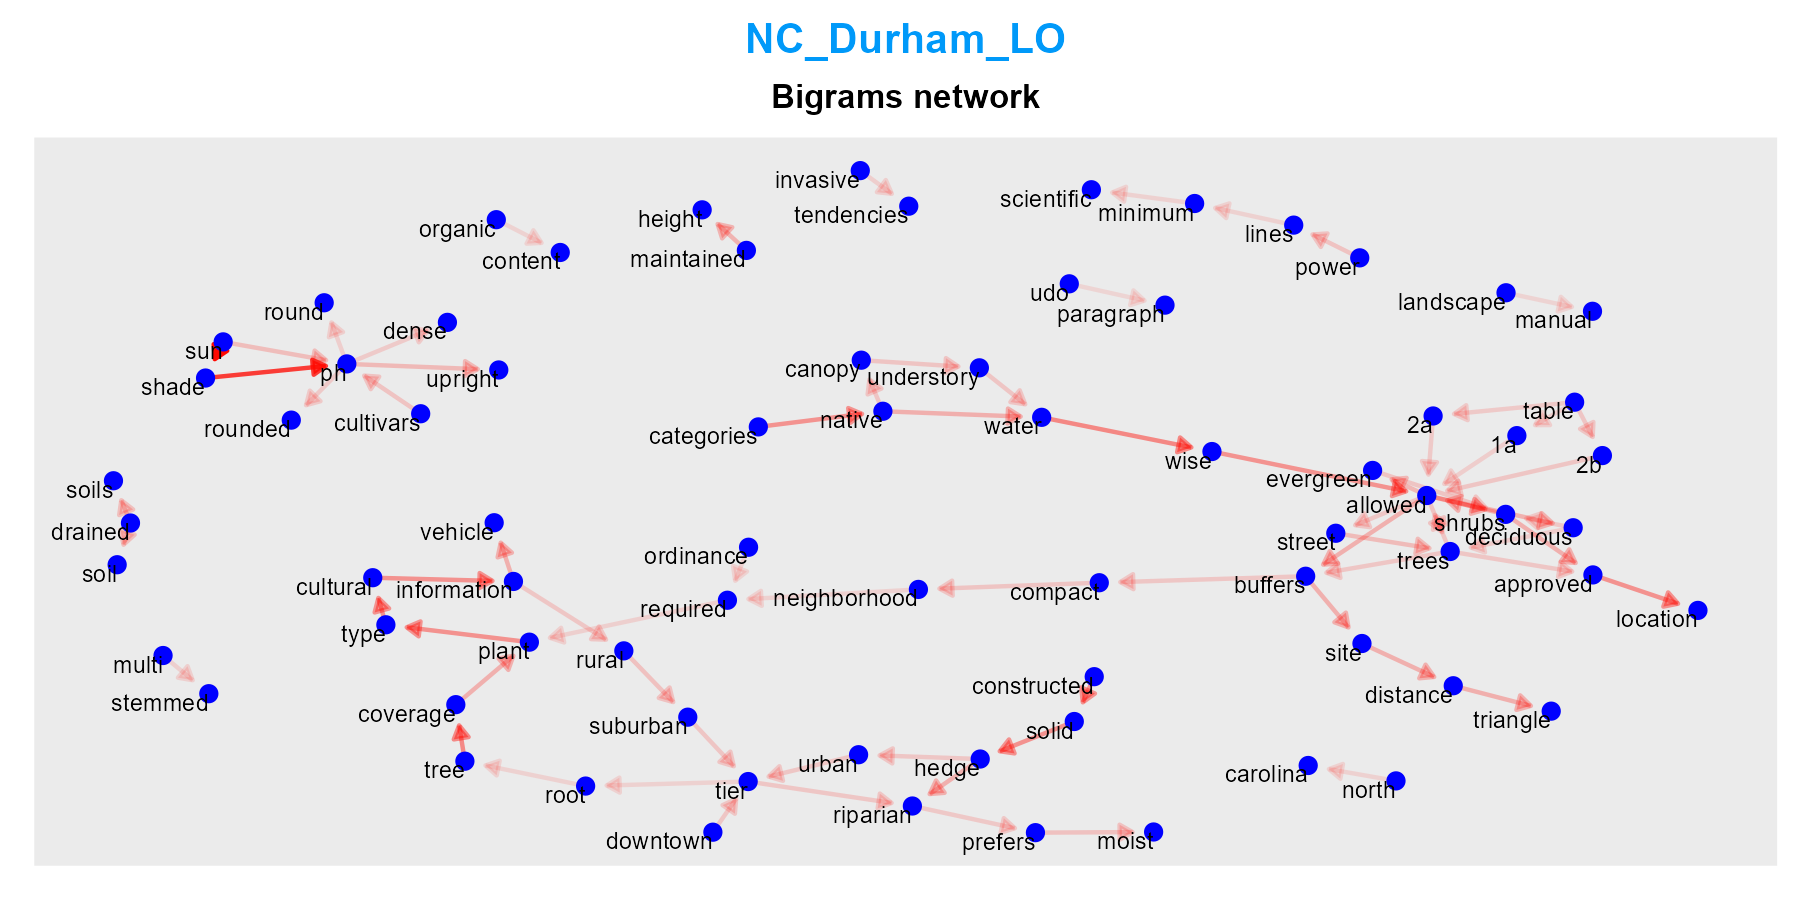 NC_Durham_LO
Bigrams network
invasive
scientific
tendencies
minimum
height
organic
lines
maintained
content
power
udo
landscape
round
paragraph
manual
dense
sun
ph
canopy
understory
upright
shade
table
rounded
cultivars
native
2a
water
categories
1a
wise
2b
evergreen
soils
allowed
shrubs
drained
vehicle
deciduous
street
ordinance
trees
soil
cultural
information
buffers
approved
compact
neighborhood
required
location
type
plant
site
rural
multi
constructed
distance
stemmed
coverage
triangle
suburban
solid
urban
hedge
tree
carolina
tier
north
root
riparian
downtown
prefers
moist